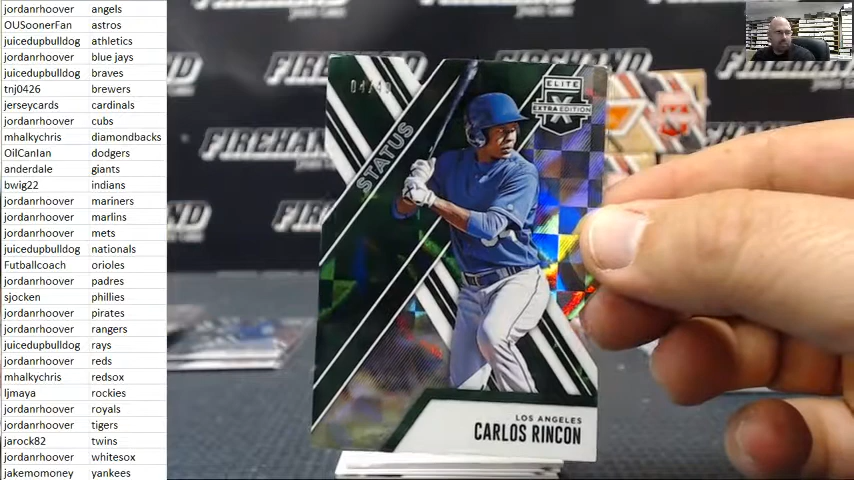 jordanrhoover angels
OUSoonerFan astros
juicedupbulldog athletics
jordanrhoover blue jays
juicedupbulldog braves
tnj0426 brewers
jerseycards cardinals
jordanrhoover cubs
mhalkychris diamondbacks
OilCanIan dodgers
anderdale giants
bwig22 indians
jordanrhoover mariners
jordanrhoover marlins
jordanrhoover mets
juicedupbulldog nationals
Futballcoach orioles
jordanrhoover padres
sjocken phillies
jordanrhoover pirates
jordanrhoover rangers
juicedupbulldog rays
jordanrhoover reds
mhalkychris redsox
ljmaya rockies
jordanrhoover royals
jordanrhoover tigers
jarock82 twins
jordanrhoover whitesox
jakemomoney yankees
FIREHAND
STATUS
ELITE
X
EXTRA EDITION
LOS ANGELES
CARLOS RINCON